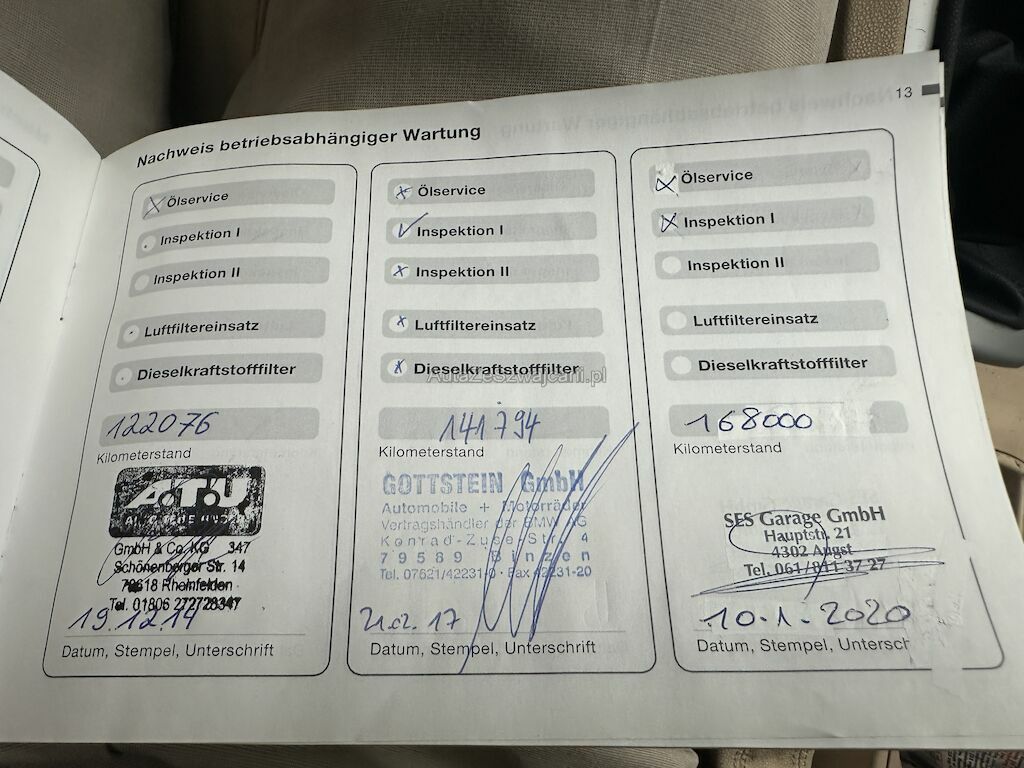 13
Nachweis betriebsabhängiger Wartung
Ölservice
Inspektion I
Inspektion II
Luftfiltereinsatz
Dieselkraftstofffilter
122076
Kilometerstand
A.T.U
GmbH & Co. KG 347
Schönenberger Str. 14
79618 Rheinfelden
Tel. 01806 272728347
19.12.14
Datum, Stempel, Unterschrift
Ölservice
Inspektion I
Inspektion II
Luftfiltereinsatz
Dieselkraftstofffilter
AutaZeSzwajcarii.pl
141794
Kilometerstand
GOTTSTEIN GmbH
Automobile + Motorräder
Vertragshändler der BMW AG
Konrad-Zuse-Str. 4
79589 Binzen
Tel. 07621/42231-0 · Fax 42231-20
21.02.17
Datum, Stempel, Unterschrift
Ölservice
Inspektion I
Inspektion II
Luftfiltereinsatz
Dieselkraftstofffilter
168000
Kilometerstand
SES Garage GmbH
Hauptstr. 21
4302 Augst
Tel. 061/811 37 27
10.1.2020
Datum, Stempel, Untersch